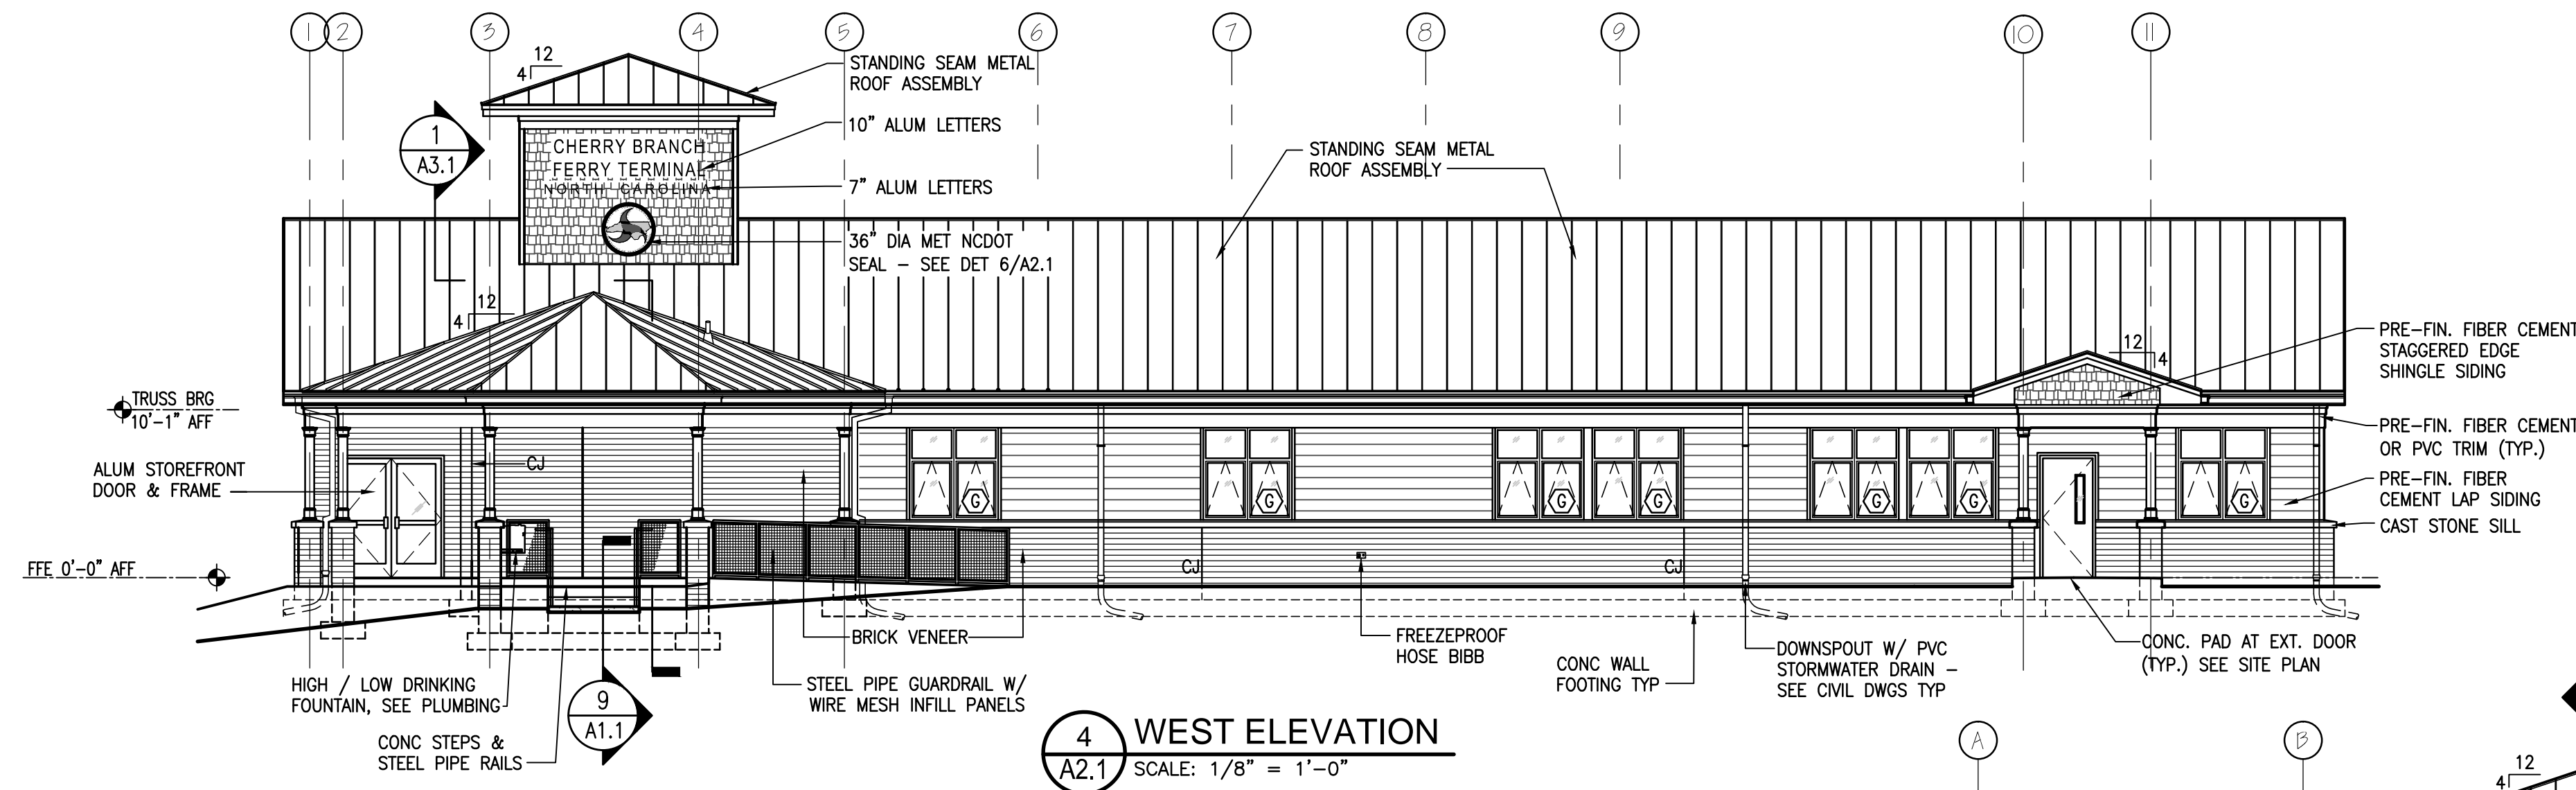 1 2 3 4 5 6 7 8 9 10 11
12
4
STANDING SEAM METAL
ROOF ASSEMBLY
1
A3.1
10" ALUM LETTERS
CHERRY BRANCH
FERRY TERMINAL
NORTH CAROLINA
7" ALUM LETTERS
36" DIA MET NCDOT
SEAL – SEE DET 6/A2.1
STANDING SEAM METAL
ROOF ASSEMBLY
12
4
12
4
PRE–FIN. FIBER CEMENT
STAGGERED EDGE
SHINGLE SIDING
TRUSS BRG
10'–1" AFF
PRE–FIN. FIBER CEMENT
OR PVC TRIM (TYP.)
ALUM STOREFRONT
DOOR & FRAME
CJ
G G G G G G G
PRE–FIN. FIBER
CEMENT LAP SIDING
CAST STONE SILL
FFE 0'–0" AFF
CJ
CJ
BRICK VENEER
FREEZEPROOF
HOSE BIBB
CONC WALL
FOOTING TYP
DOWNSPOUT W/ PVC
STORMWATER DRAIN –
SEE CIVIL DWGS TYP
CONC. PAD AT EXT. DOOR
(TYP.) SEE SITE PLAN
HIGH / LOW DRINKING
FOUNTAIN, SEE PLUMBING
9
A1.1
STEEL PIPE GUARDRAIL W/
WIRE MESH INFILL PANELS
CONC STEPS &
STEEL PIPE RAILS
4
A2.1
WEST ELEVATION
SCALE: 1/8" = 1'–0"
A B
12
4